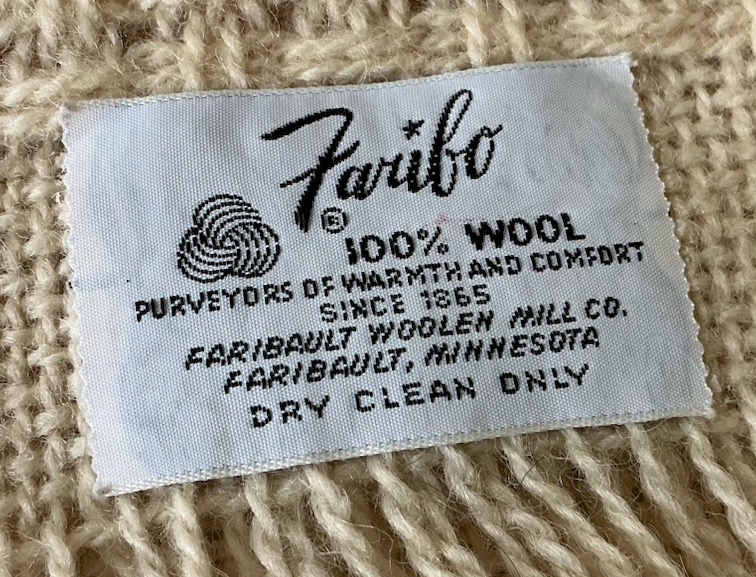 Faribo
®
100% WOOL
PURVEYORS OF WARMTH AND COMFORT
SINCE 1865
FARIBAULT WOOLEN MILL CO.
FARIBAULT, MINNESOTA
DRY CLEAN ONLY